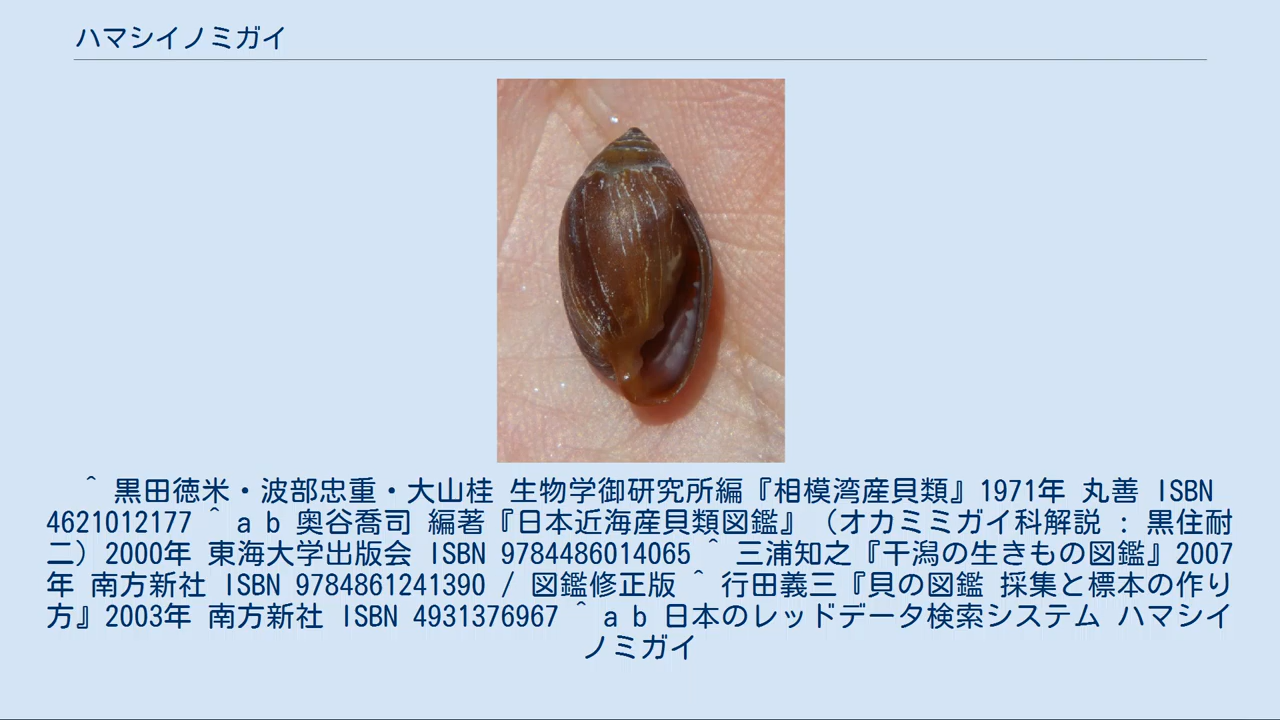 ハマシイノミガイ
^ 黒田徳米・波部忠重・大山桂 生物学御研究所編『相模湾産貝類』1971年 丸善 ISBN
4621012177 ^ a b 奥谷喬司 編著『日本近海産貝類図鑑』（オカミミガイ科解説 : 黒住耐
二）2000年 東海大学出版会 ISBN 9784486014065 ^ 三浦知之『干潟の生きもの図鑑』2007
年 南方新社 ISBN 9784861241390 / 図鑑修正版 ^ 行田義三『貝の図鑑 採集と標本の作り
方』2003年 南方新社 ISBN 4931376967 ^ a b 日本のレッドデータ検索システム ハマシイ
ノミガイ